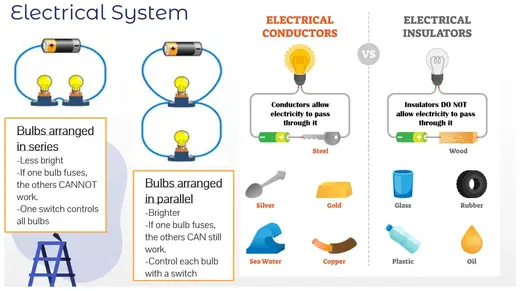 Electrical System
Bulbs arranged
in series
-Less bright
-If one bulb fuses,
the others CANNOT
work.
-One switch controls
all bulbs
Bulbs arranged
in parallel
-Brighter
-If one bulb fuses,
the others CAN still
work.
-Control each bulb
with a switch
ELECTRICAL
CONDUCTORS
VS
ELECTRICAL
INSULATORS
Conductors allow
electricity to pass
through it
Steel
Insulators DO NOT
allow electricity to pass
through it
Wood
Silver
Gold
Glass
Rubber
Sea Water
Copper
Plastic
Oil